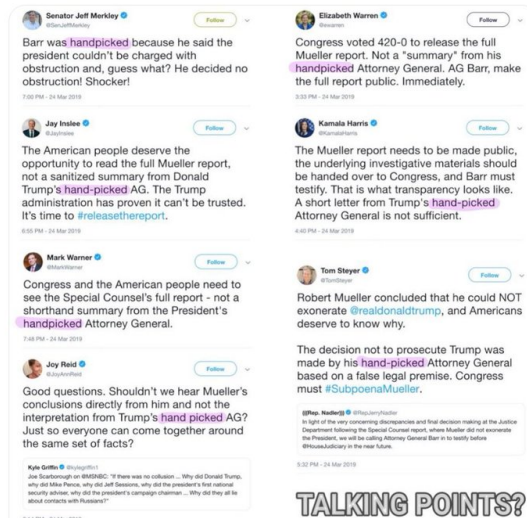 Senator Jeff Merkley
@SenJeffMerkley
Follow
Barr was handpicked because he said the
president couldn't be charged with
obstruction and, guess what? He decided no
obstruction! Shocker!
7:00 PM - 24 Mar 2019
Jay Inslee
@JayInslee
Follow
The American people deserve the
opportunity to read the full Mueller report,
not a sanitized summary from Donald
Trump's hand-picked AG. The Trump
administration has proven it can't be trusted.
It's time to #releasethereport.
6:55 PM - 24 Mar 2019
Mark Warner
@MarkWarner
Follow
Congress and the American people need to
see the Special Counsel's full report - not a
shorthand summary from the President's
handpicked Attorney General.
7:48 PM - 24 Mar 2019
Joy Reid
@JoyAnnReid
Follow
Good questions. Shouldn't we hear Mueller's
conclusions directly from him and not the
interpretation from Trump's hand picked AG?
Just so everyone can come together around
the same set of facts?
Kyle Griffin @kylegriffin1
Joe Scarborough on @MSNBC: "If there was no collusion ... Why did Donald Trump,
why did Mike Pence, why did Jeff Sessions, why did the president's first national
security adviser, why did the president's campaign chairman ... Why did they all lie
about contacts with Russians?"
Elizabeth Warren
@ewarren
Follow
Congress voted 420-0 to release the full
Mueller report. Not a "summary" from his
handpicked Attorney General. AG Barr, make
the full report public. Immediately.
3:33 PM - 24 Mar 2019
Kamala Harris
@KamalaHarris
Follow
The Mueller report needs to be made public,
the underlying investigative materials should
be handed over to Congress, and Barr must
testify. That is what transparency looks like.
A short letter from Trump's hand-picked
Attorney General is not sufficient.
4:40 PM - 24 Mar 2019
Tom Steyer
@TomSteyer
Follow
Robert Mueller concluded that he could NOT
exonerate @realdonaldtrump, and Americans
deserve to know why.
The decision not to prosecute Trump was
made by his hand-picked Attorney General
based on a false legal premise. Congress
must #SubpoenaMueller.
(((Rep. Nadler))) @RepJerryNadler
In light of the very concerning discrepancies and final decision making at the Justice
Department following the Special Counsel report, where Mueller did not exonerate
the President, we will be calling Attorney General Barr in to testify before
@HouseJudiciary in the near future.
5:32 PM - 24 Mar 2019
TALKING POINTS?